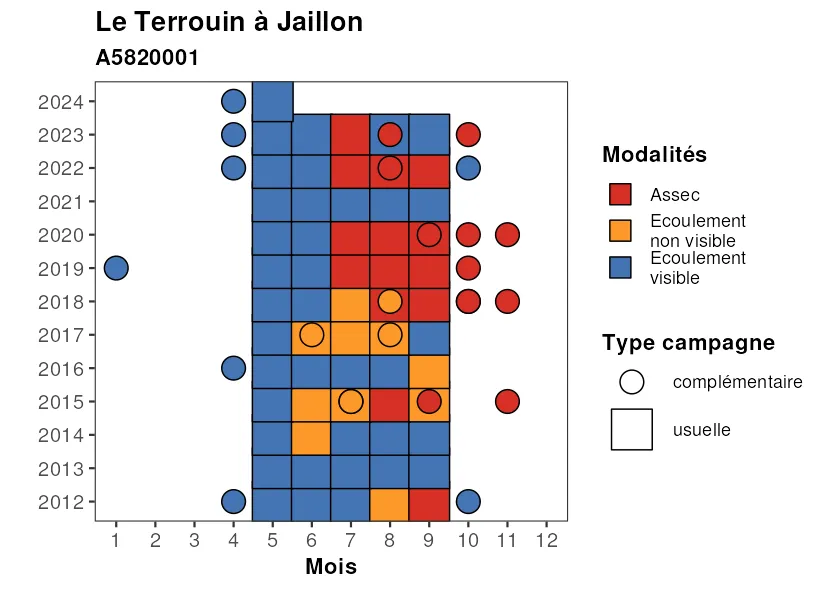 Le Terrouin à Jaillon
A5820001
2024
2023
2022
2021
2020
2019
2018
2017
2016
2015
2014
2013
2012
1 2 3 4 5 6 7 8 9 10 11 12
Mois
Modalités
Assec
Ecoulement
non visible
Ecoulement
visible
Type campagne
complémentaire
usuelle